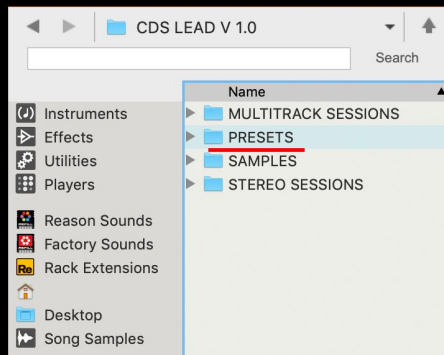 CDS LEAD V 1.0
Search
Name
Instruments
Effects
Utilities
Players
Reason Sounds
Factory Sounds
Re Rack Extensions
Desktop
Song Samples
MULTITRACK SESSIONS
PRESETS
SAMPLES
STEREO SESSIONS